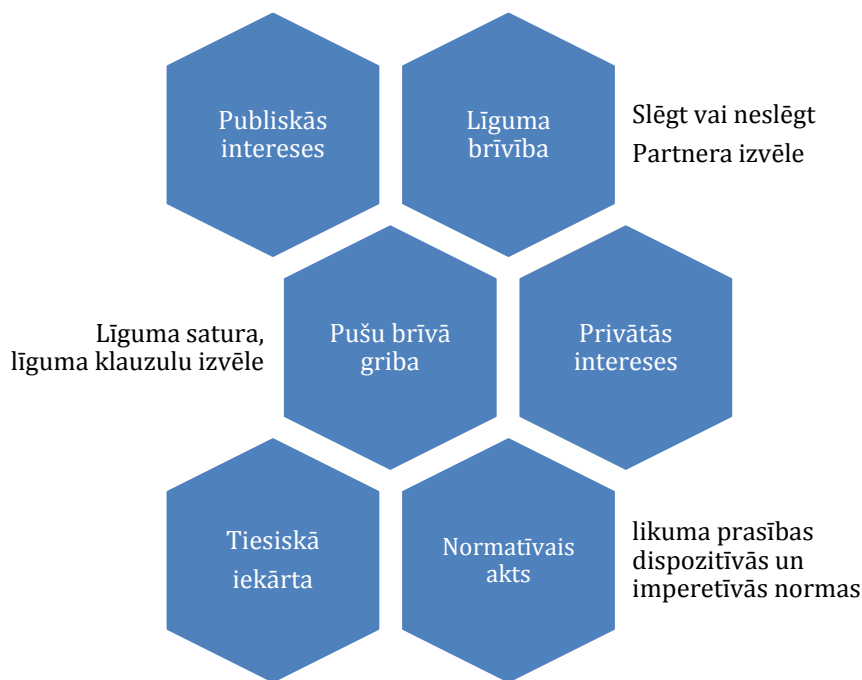 Publiskās
intereses
Līguma
brīvība
Slēgt vai neslēgt
Partnera izvēle
Līguma satura,
līguma klauzulu izvēle
Pušu brīvā
griba
Privātās
intereses
Tiesiskā
iekārta
Normatīvais
akts
likuma prasības
dispozitīvās un
imperetīvās normas